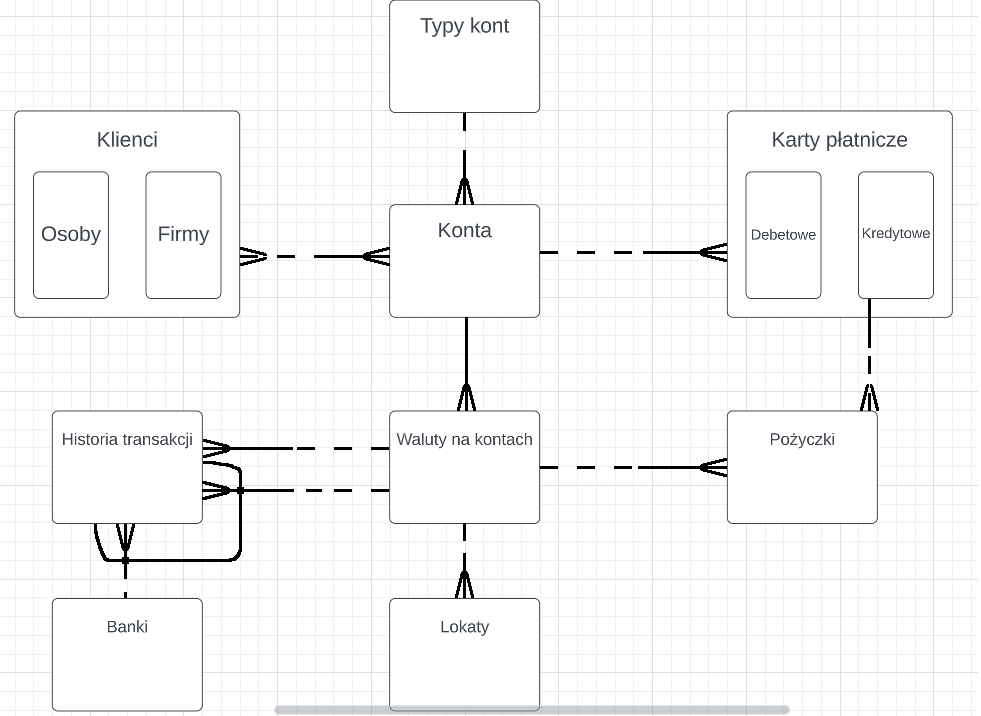 Typy kont
Klienci
Osoby
Firmy
Konta
Karty płatnicze
Debetowe
Kredytowe
Historia transakcji
Waluty na kontach
Pożyczki
Banki
Lokaty